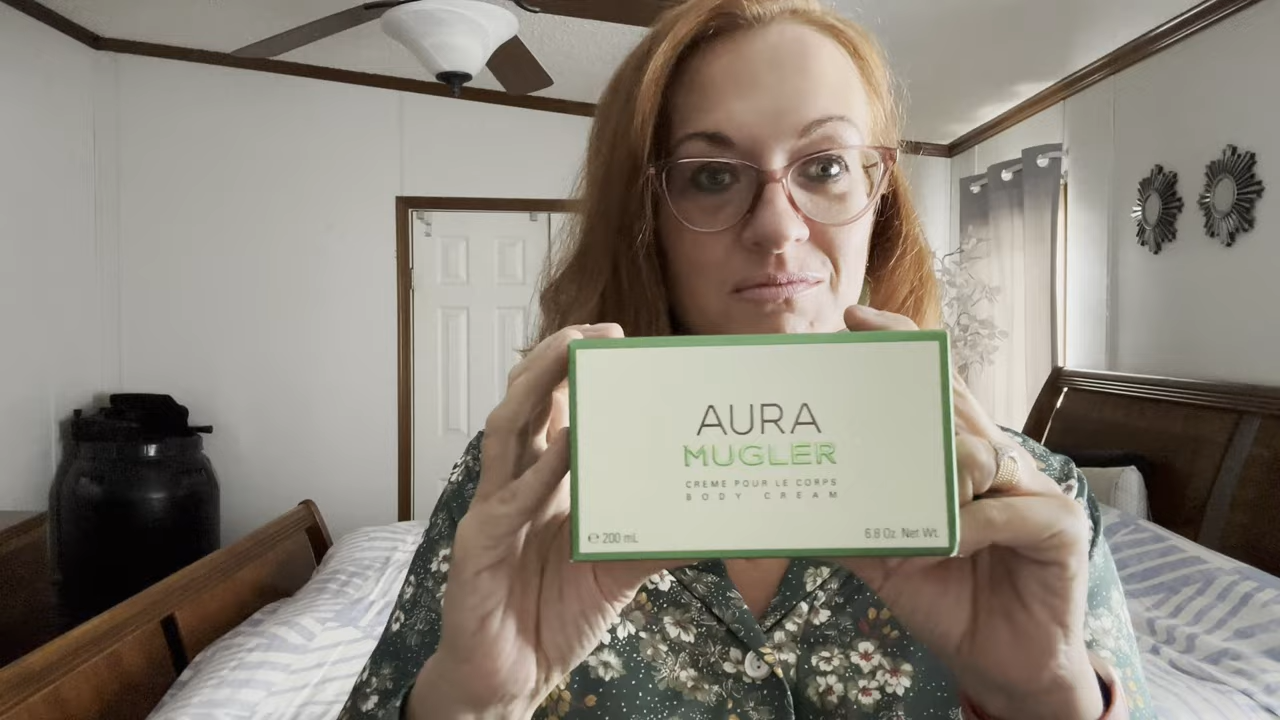 AURA
MUGLER
CREME POUR LE CORPS
BODY CREAM
℮ 200 mL
6.8 Oz. Net Wt.